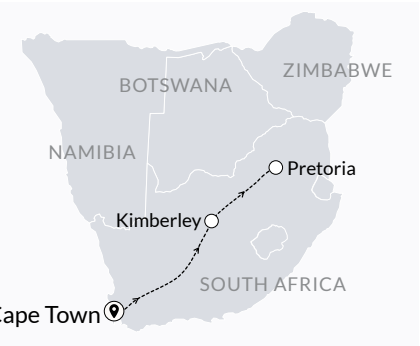 ZIMBABWE
BOTSWANA
NAMIBIA
Pretoria
Kimberley
SOUTH AFRICA
Cape Town